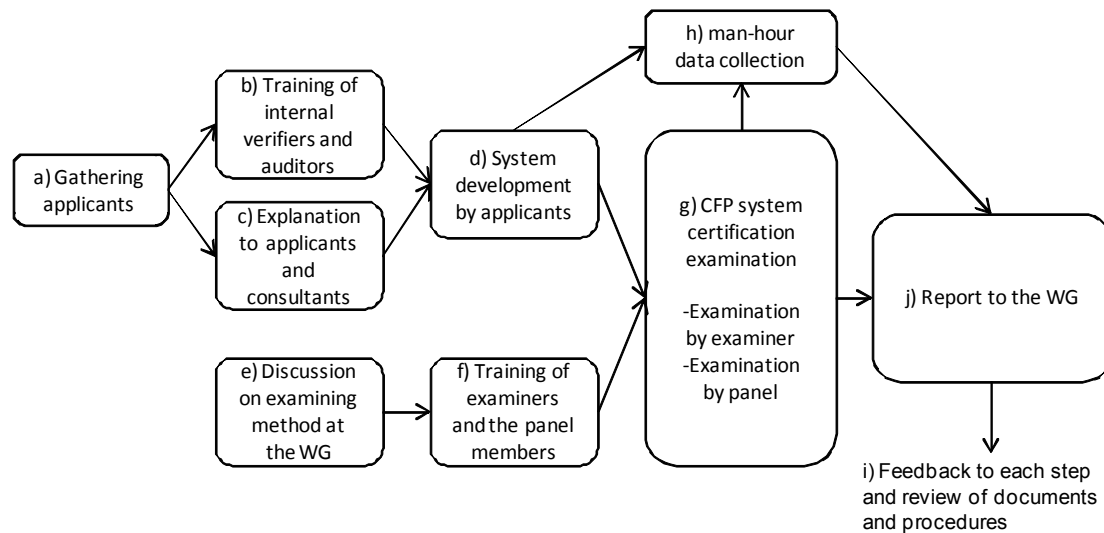 a) Gathering
applicants
b) Training of
internal
verifiers and
auditors
c) Explanation
to applicants
and
consultants
d) System
development
by applicants
e) Discussion
on examining
method at
the WG
f) Training of
examiners
and the panel
members
g) CFP system
certification
examination
-Examination
by examiner
-Examination
by panel
h) man-hour
data collection
j) Report to the WG
i) Feedback to each step
and review of documents
and procedures